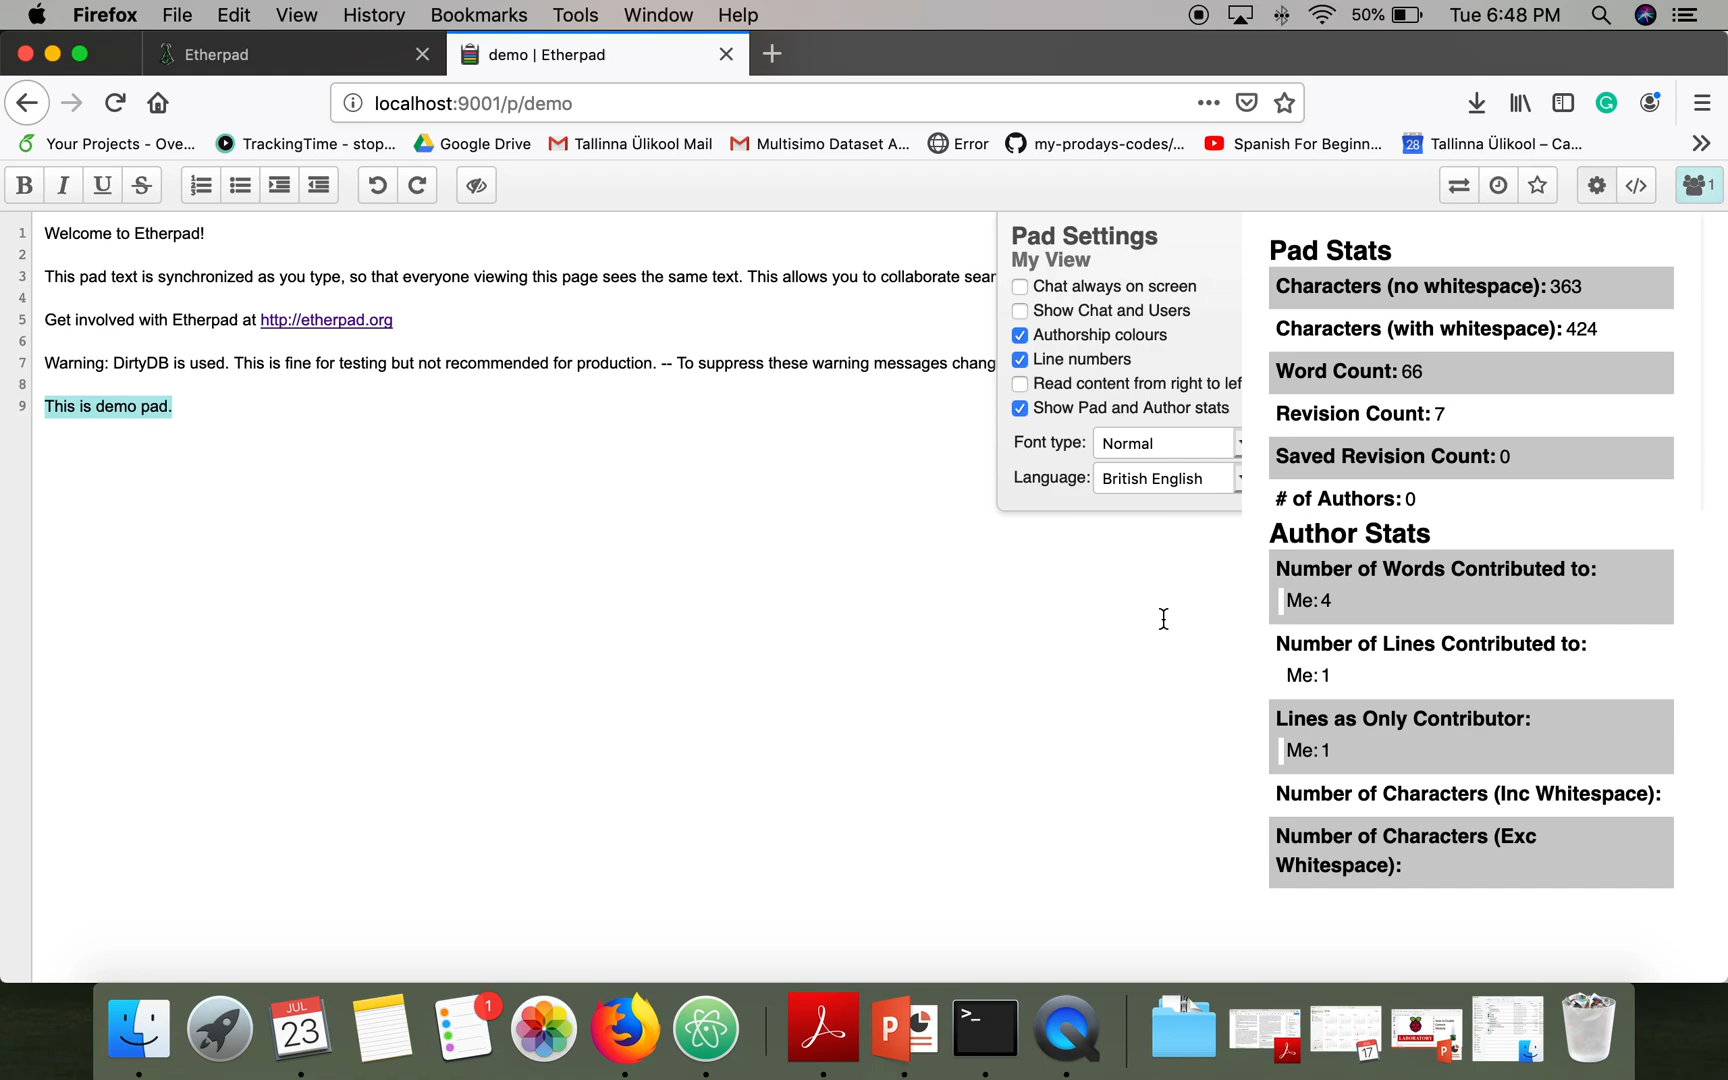 Firefox File Edit View History Bookmarks Tools Window Help 50% Tue 6:48 PM
Etherpad
demo | Etherpad
localhost:9001/p/demo
Your Projects - Ove... TrackingTime - stop... Google Drive Tallinna Ülikool Mail Multisimo Dataset A... Error my-prodays-codes/... Spanish For Beginn... 28 Tallinna Ülikool – Ca...
B I U S 1
1 Welcome to Etherpad!
2
3 This pad text is synchronized as you type, so that everyone viewing this page sees the same text. This allows you to collaborate sear
4
5 Get involved with Etherpad at http://etherpad.org
6
7 Warning: DirtyDB is used. This is fine for testing but not recommended for production. -- To suppress these warning messages chang
8
9 This is demo pad.
Pad Settings
My View
Chat always on screen
Show Chat and Users
Authorship colours
Line numbers
Read content from right to lef
Show Pad and Author stats
Font type: Normal
Language: British English
Pad Stats
Characters (no whitespace): 363
Characters (with whitespace): 424
Word Count: 66
Revision Count: 7
Saved Revision Count: 0
# of Authors: 0
Author Stats
Number of Words Contributed to:
Me: 4
Number of Lines Contributed to:
Me: 1
Lines as Only Contributor:
Me: 1
Number of Characters (Inc Whitespace):
Number of Characters (Exc
Whitespace):
JUL
23
1
P
>_
JUL
17
LABORATORY